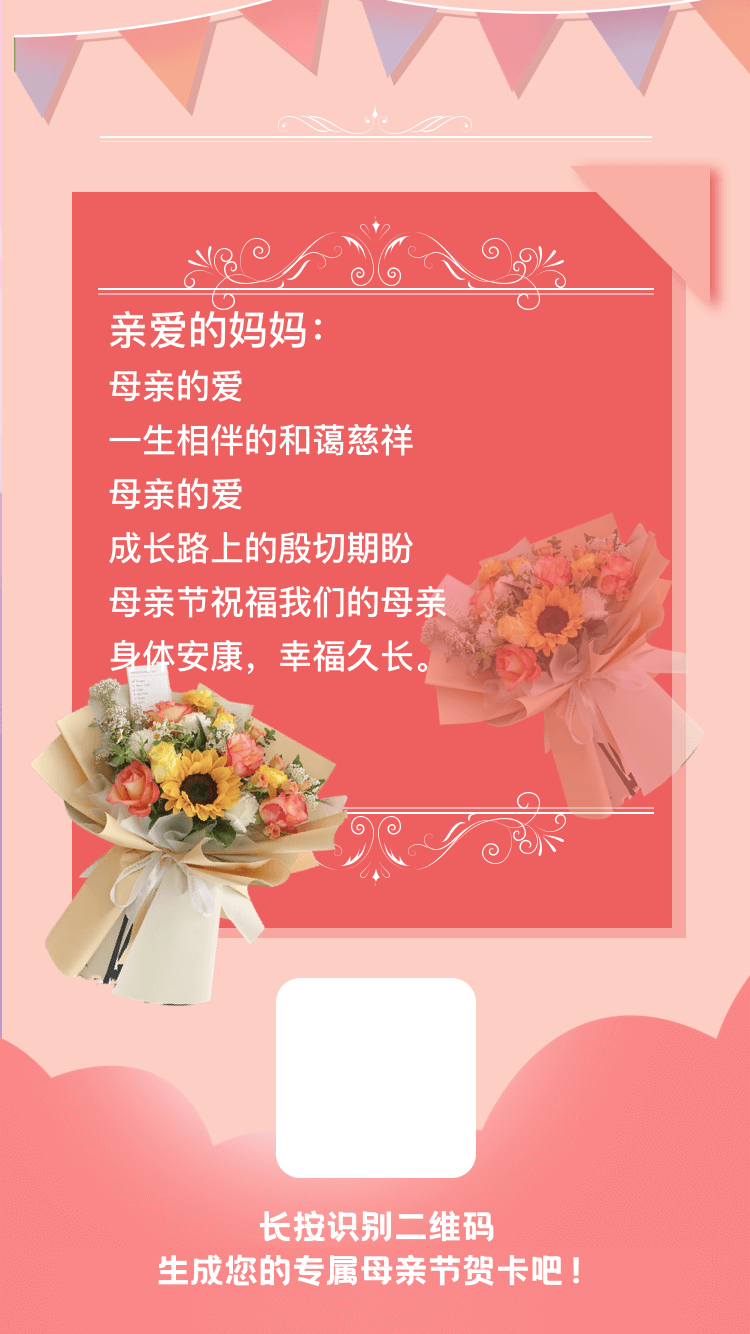 亲爱的妈妈：
母亲的爱
一生相伴的和蔼慈祥
母亲的爱
成长路上的殷切期盼
母亲节祝福我们的母亲
身体安康，幸福久长。
长按识别二维码
生成您的专属母亲节贺卡吧！